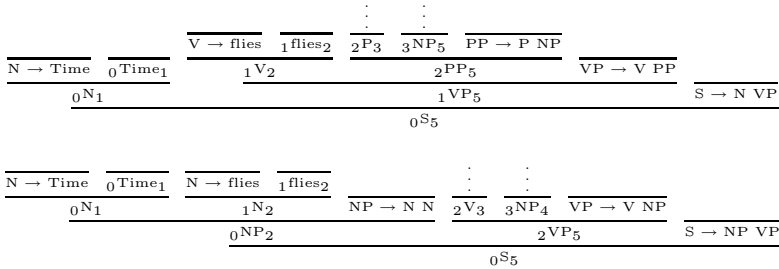 V → flies ₁flies₂ ₂P₃ ₃NP₅ PP → P NP
N → Time ₀Time₁ ₁V₂ ₂PP₅ VP → V PP
₀N₁ ₁VP₅ S → N VP
₀S₅
N → Time ₀Time₁ N → flies ₁flies₂
₀N₁ ₁N₂ NP → N N ₂V₃ ₃NP₄ VP → V NP
₀NP₂ ₂VP₅ S → NP VP
₀S₅